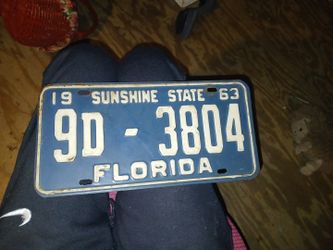 19 SUNSHINE STATE 63
9D - 3804
FLORIDA